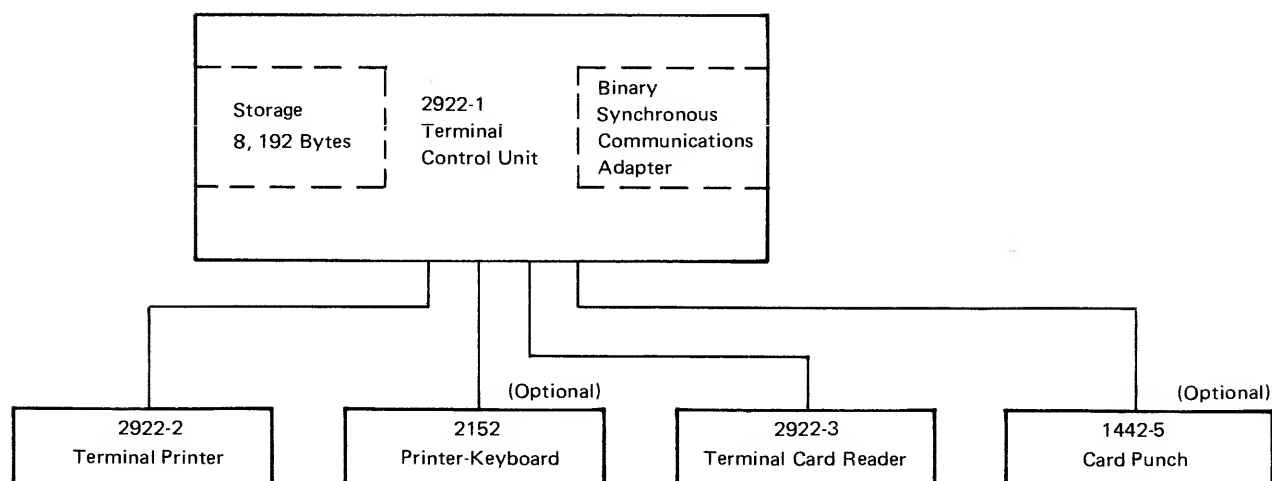 Storage
8, 192 Bytes
2922-1
Terminal
Control Unit
Binary
Synchronous
Communications
Adapter
(Optional)
(Optional)
2922-2
Terminal Printer
2152
Printer-Keyboard
2922-3
Terminal Card Reader
1442-5
Card Punch